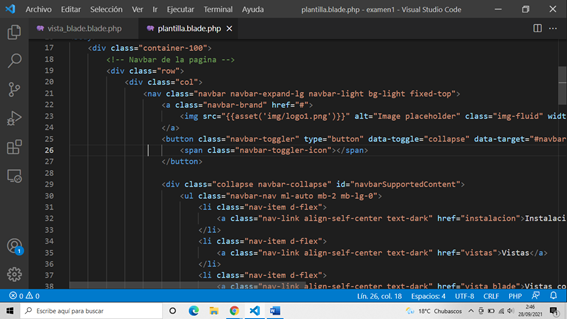 Archivo Editar Selección Ver Ir Ejecutar Terminal Ayuda plantilla.blade.php - examen1 - Visual Studio Code
vista_blade.blade.php plantilla.blade.php
17 <div class="container-100">
18 <!-- Navbar de la pagina -->
19 <div class="row">
20 <div class="col">
21 <nav class="navbar navbar-expand-lg navbar-light bg-light fixed-top">
22 <a class="navbar-brand" href="#">
23 <img src="{{asset('img/logo1.png')}}" alt="Image placeholder" class="img-fluid" widt
24 </a>
25 <button class="navbar-toggler" type="button" data-toggle="collapse" data-target="#navbar
26 <span class="navbar-toggler-icon"></span>
27 </button>
28
29 <div class="collapse navbar-collapse" id="navbarSupportedContent">
30 <ul class="navbar-nav ml-auto mb-2 mb-lg-0">
31 <li class="nav-item d-flex">
32 <a class="nav-link align-self-center text-dark" href="instalacion">Instalaci
33 </li>
34 <li class="nav-item d-flex">
35 <a class="nav-link align-self-center text-dark" href="vistas">Vistas</a>
36 </li>
37 <li class="nav-item d-flex">
38 <a class="nav-link align-self-center text-dark" href="vista_blade">Vistas co
1
0 0 Lín. 26, col. 18 Espacios: 4 UTF-8 CRLF PHP
Escribe aquí para buscar 18°C Chubascos 2:46
28/09/2021